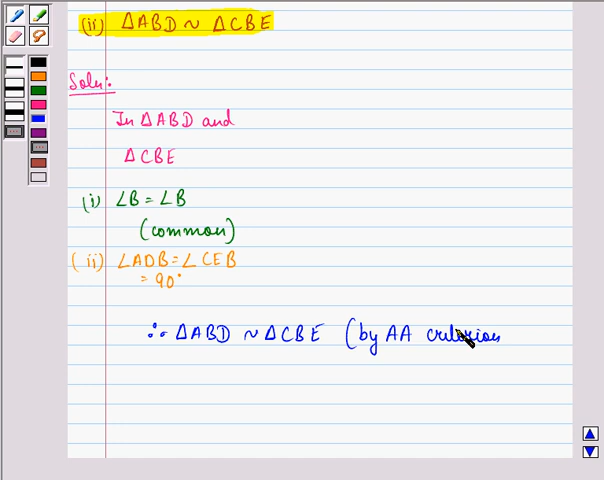 (ii) ΔABD ~ ΔCBE
Soln:
In ΔABD and
ΔCBE
(i) ∠B = ∠B
(common)
(ii) ∠ADB = ∠CEB
= 90°
∴ ΔABD ~ ΔCBE (by AA criterion